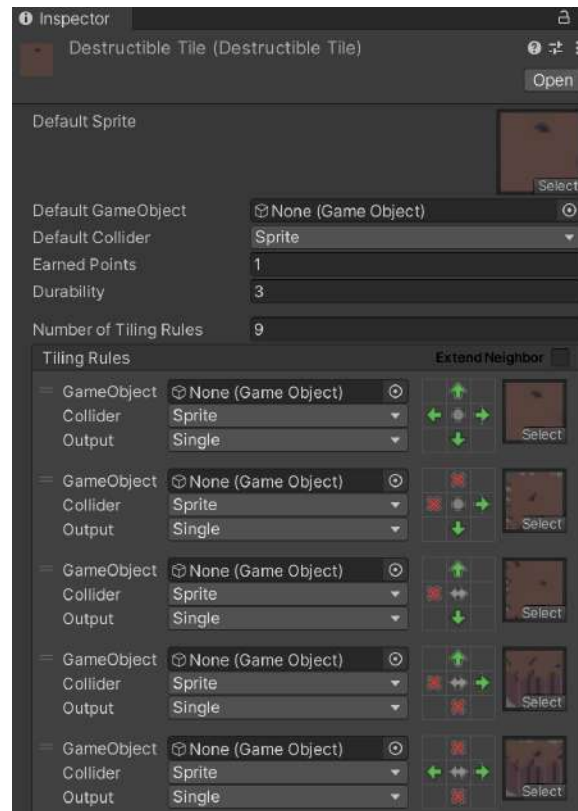 Inspector
Destructible Tile (Destructible Tile)
Open
Default Sprite
Select
Default GameObject None (Game Object)
Default Collider Sprite
Earned Points 1
Durability 3
Number of Tiling Rules 9
Tiling Rules Extend Neighbor
GameObject None (Game Object)
Collider Sprite
Output Single Select
GameObject None (Game Object)
Collider Sprite
Output Single Select
GameObject None (Game Object)
Collider Sprite
Output Single Select
GameObject None (Game Object)
Collider Sprite
Output Single Select
GameObject None (Game Object)
Collider Sprite
Output Single Select